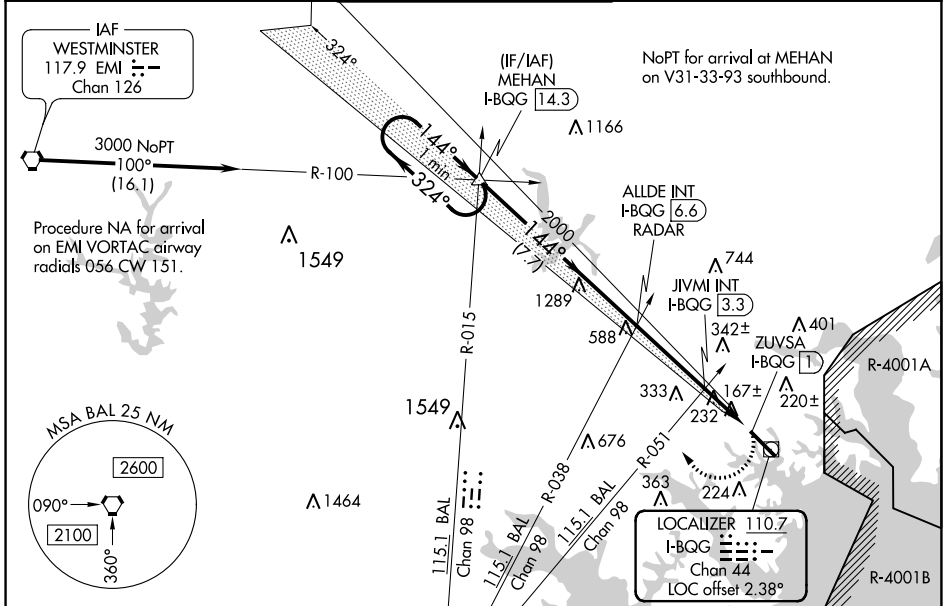 IAF
WESTMINSTER
117.9 EMI
Chan 126
3000 NoPT
100°
(16.1)
R-100
Procedure NA for arrival
on EMI VORTAC airway
radials 056 CW 151.
324°
144°
1 min
324°
(IF/IAF)
MEHAN
I-BQG 14.3
NoPT for arrival at MEHAN
on V31-33-93 southbound.
1166
1549
2000
144°
(7.7)
ALLDE INT
I-BQG 6.6
RADAR
1289
588
744
JIVMI INT
I-BQG 3.3
342±
401
ZUVSA
I-BQG 1
R-4001A
333
232
167±
220±
R-015
1549
676
R-038
R-051
363
224
1464
MSA BAL 25 NM
2600
090°
2100
360°
115.1 BAL
Chan 98
115.1 BAL
Chan 98
115.1 BAL
Chan 98
LOCALIZER 110.7
I-BQG
Chan 44
LOC offset 2.38°
R-4001B